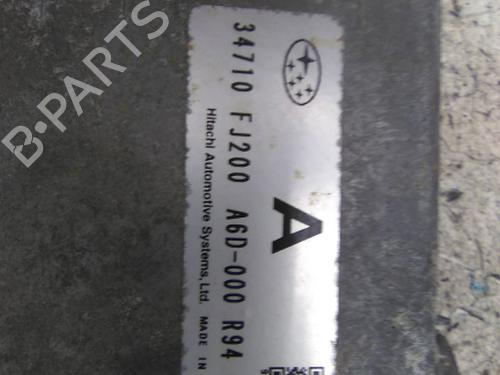 34710 FJ200 A6D-000 R94
Hitachi Automotive Systems, Ltd. MADE IN
A
B-PARTS